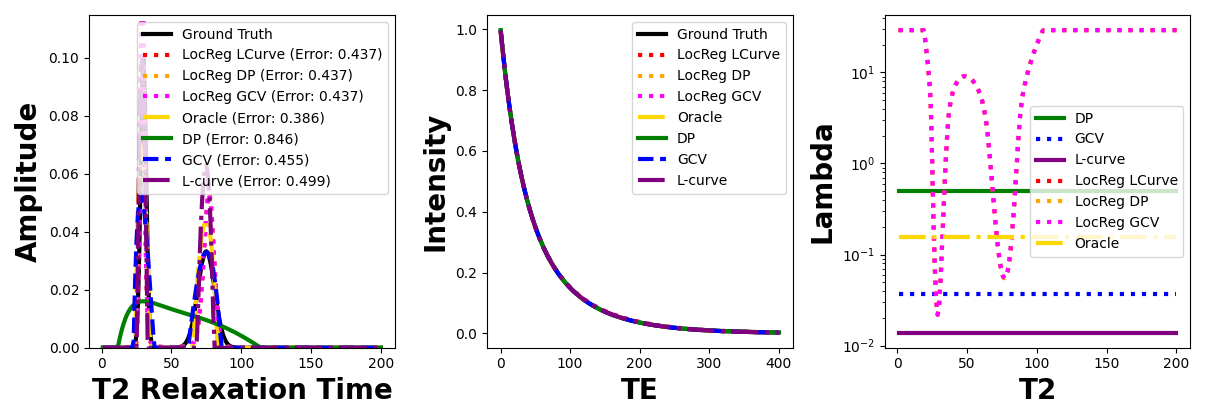 Amplitude
0.10
0.08
0.06
0.04
0.02
0.00
Ground Truth
LocReg LCurve (Error: 0.437)
LocReg DP (Error: 0.437)
LocReg GCV (Error: 0.437)
Oracle (Error: 0.386)
DP (Error: 0.846)
GCV (Error: 0.455)
L-curve (Error: 0.499)
0 50 100 150 200
T2 Relaxation Time
Intensity
1.0
0.8
0.6
0.4
0.2
0.0
Ground Truth
LocReg LCurve
LocReg DP
LocReg GCV
Oracle
DP
GCV
L-curve
0 100 200 300 400
TE
Lambda
10¹
10⁰
10⁻¹
10⁻²
DP
GCV
L-curve
LocReg LCurve
LocReg DP
LocReg GCV
Oracle
0 50 100 150 200
T2